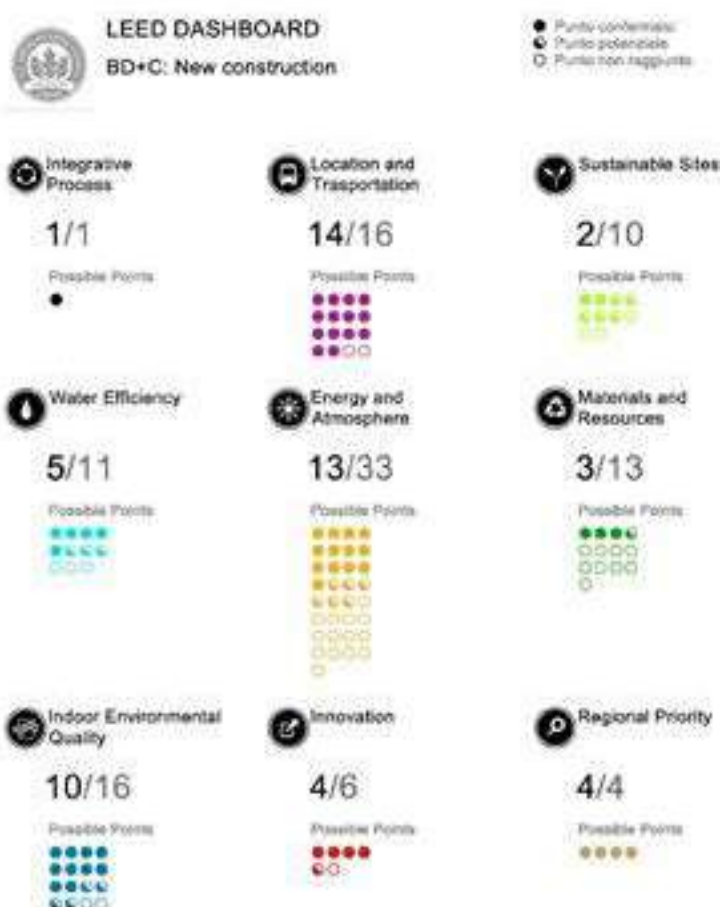 LEED DASHBOARD
BD+C: New construction
Punto confermato
Punto potenziale
Punto non raggiunto
Integrative
Process
1/1
Possible Points
Location and
Trasportation
14/16
Possible Points
Sustainable Sites
2/10
Possible Points
Water Efficiency
5/11
Possible Points
Energy and
Atmosphere
13/33
Possible Points
Materials and
Resources
3/13
Possible Points
Indoor Environmental
Quality
10/16
Possible Points
Innovation
4/6
Possible Points
Regional Priority
4/4
Possible Points